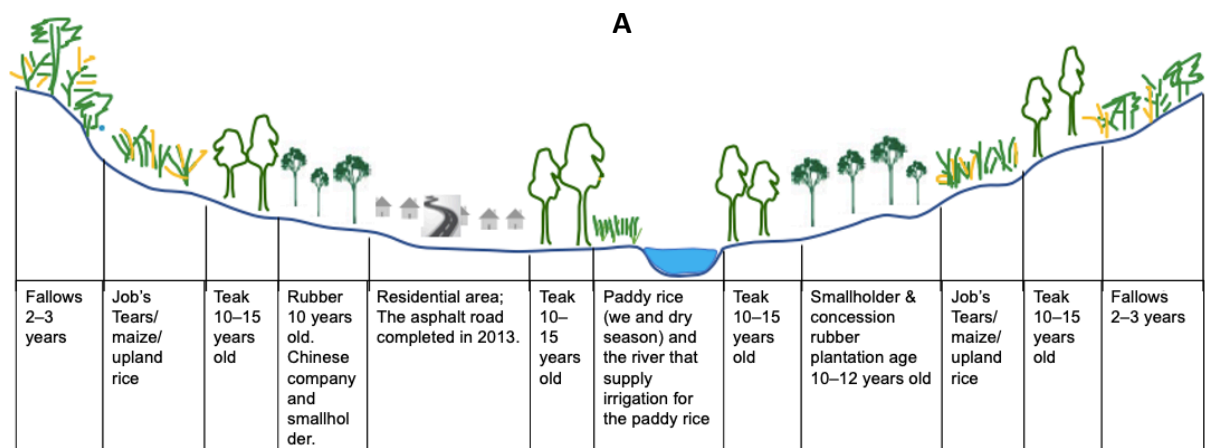 A
Fallows
2–3
years
Job's
Tears/
maize/
upland
rice
Teak
10–15
years
old
Rubber
10 years
old.
Chinese
company
and
smallhol
der.
Residential area;
The asphalt road
completed in 2013.
Teak
10–
15
years
old
Paddy rice
(we and dry
season) and
the river that
supply
irrigation for
the paddy rice
Teak
10–15
years
old
Smallholder &
concession
rubber
plantation age
10–12 years old
Job's
Tears/
maize/
upland
rice
Teak
10–15
years
old
Fallows
2–3 years